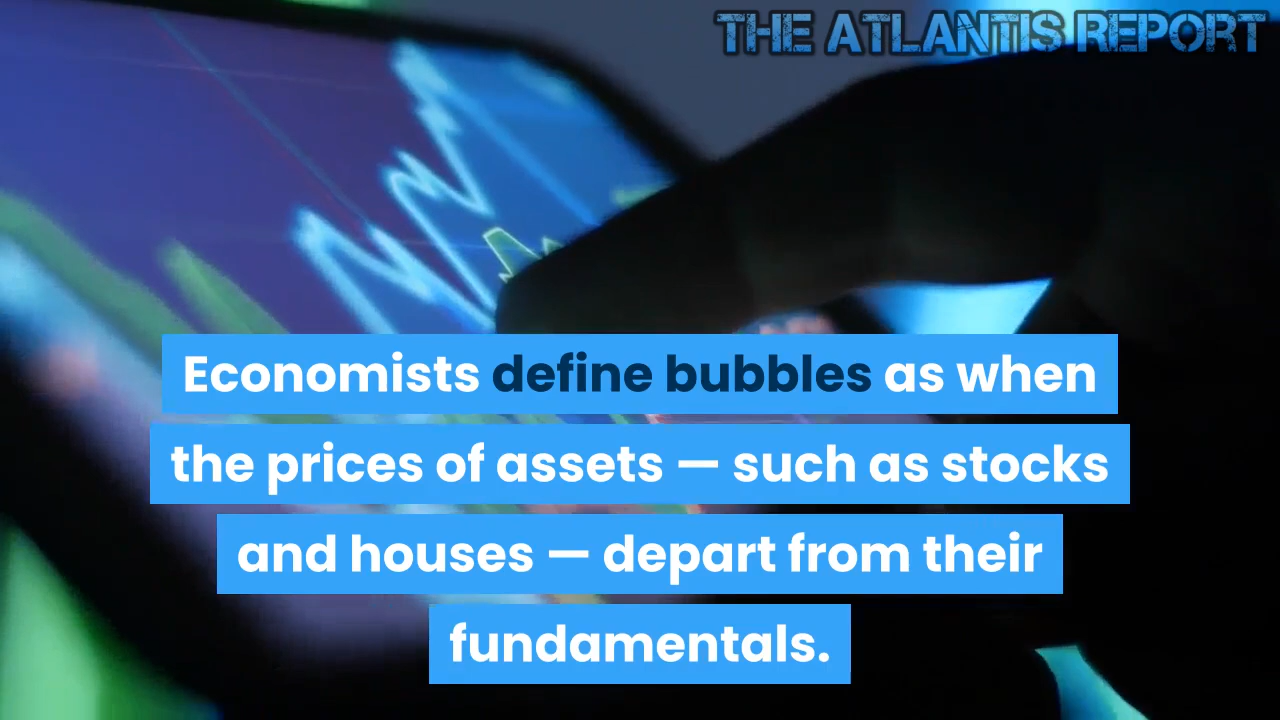 THE ATLANTIS REPORT
Economists define bubbles as when
the prices of assets — such as stocks
and houses — depart from their
fundamentals.